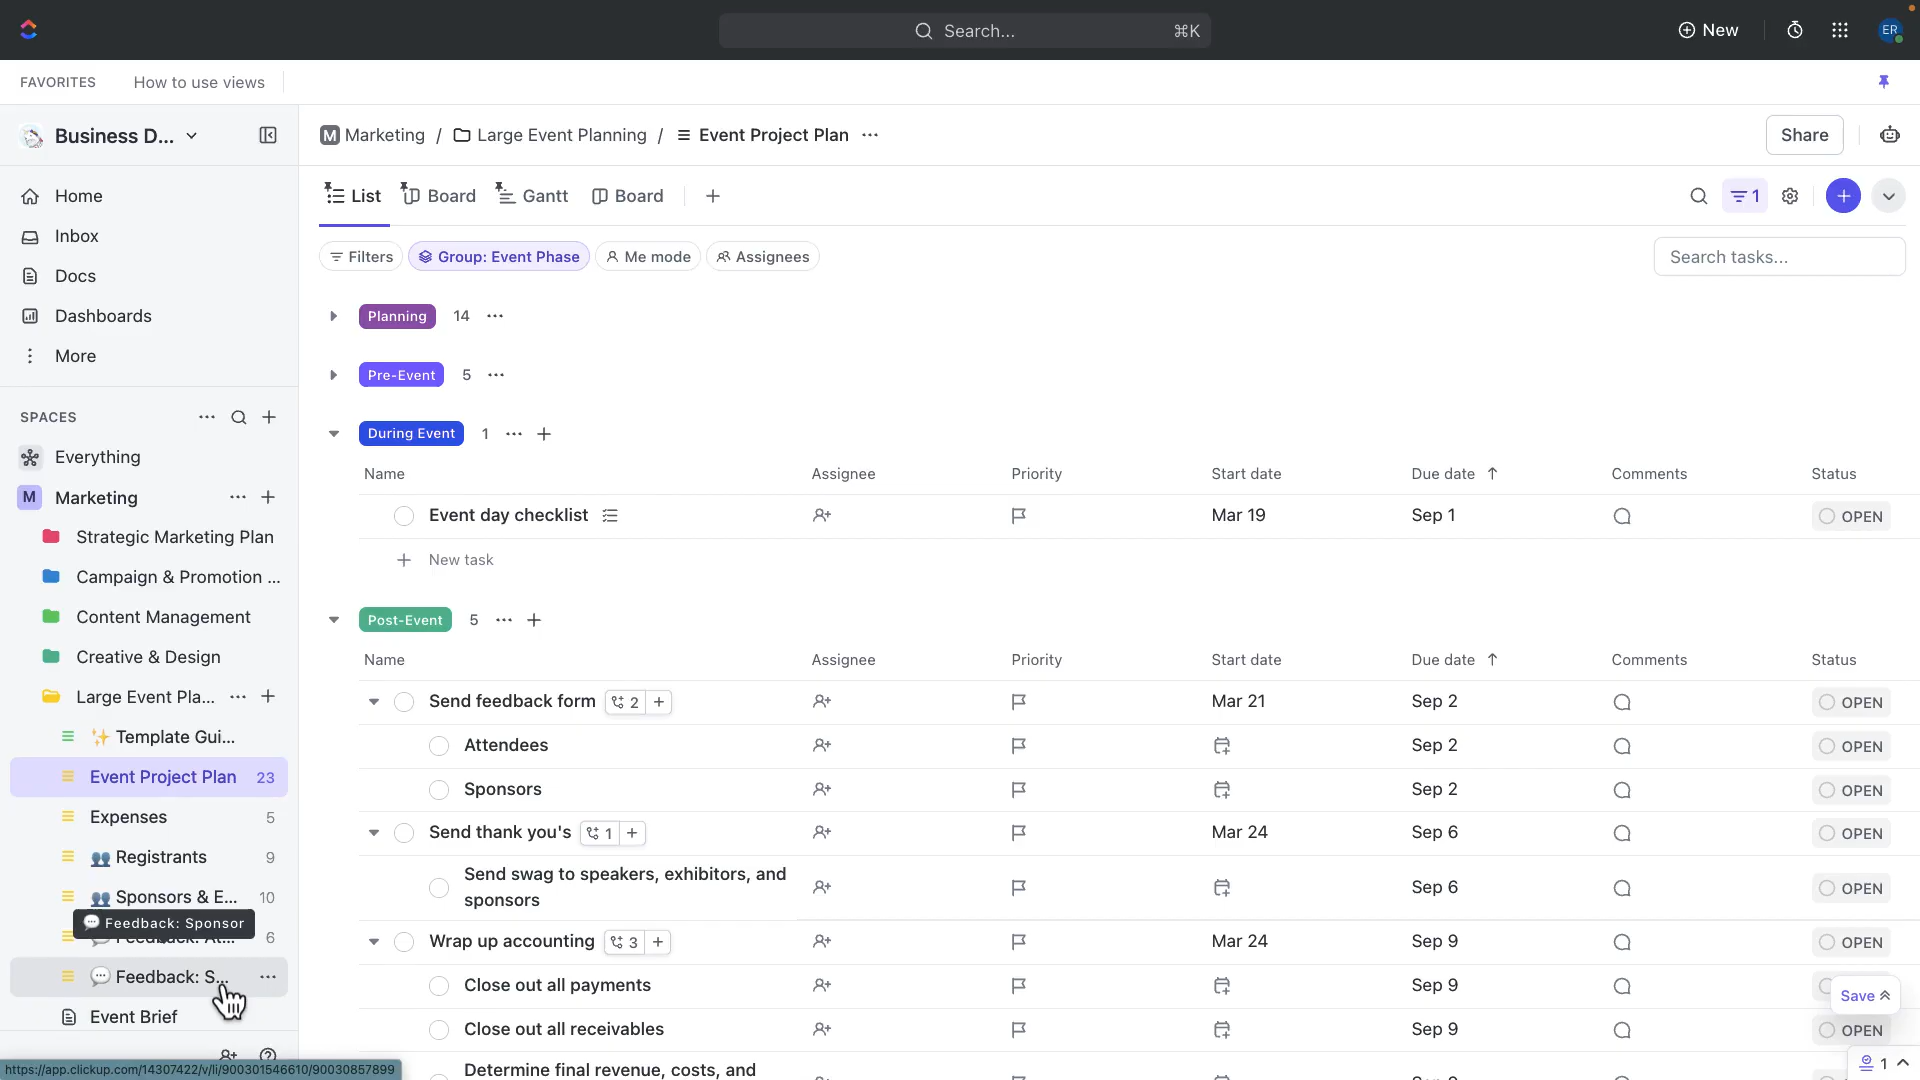 Search...
⌘K
New
ER
FAVORITES
How to use views
Business D...
M Marketing / Large Event Planning / Event Project Plan ...
Share
Home
Inbox
Docs
Dashboards
More
List
Board
Gantt
Board
1
Filters
Group: Event Phase
Me mode
Assignees
Search tasks...
SPACES
Everything
M Marketing
Strategic Marketing Plan
Campaign & Promotion ...
Content Management
Creative & Design
Large Event Pla...
✨ Template Gui...
Event Project Plan 23
Expenses 5
👥 Registrants 9
👥 Sponsors & E... 10
💬 Feedback: Sponsor
Feedback: At... 6
💬 Feedback: S...
Event Brief
https://app.clickup.com/14307422/v/li/900301546610/90030857899
Planning 14
Pre-Event 5
During Event 1
Name Assignee Priority Start date Due date ↑ Comments Status
Event day checklist Mar 19 Sep 1 OPEN
New task
Post-Event 5
Name Assignee Priority Start date Due date ↑ Comments Status
Send feedback form 2 Mar 21 Sep 2 OPEN
Attendees Sep 2 OPEN
Sponsors Sep 2 OPEN
Send thank you's 1 Mar 24 Sep 6 OPEN
Send swag to speakers, exhibitors, and
sponsors Sep 6 OPEN
Wrap up accounting 3 Mar 24 Sep 9 OPEN
Close out all payments Sep 9
Save
Close out all receivables Sep 9 OPEN
Determine final revenue, costs, and
1